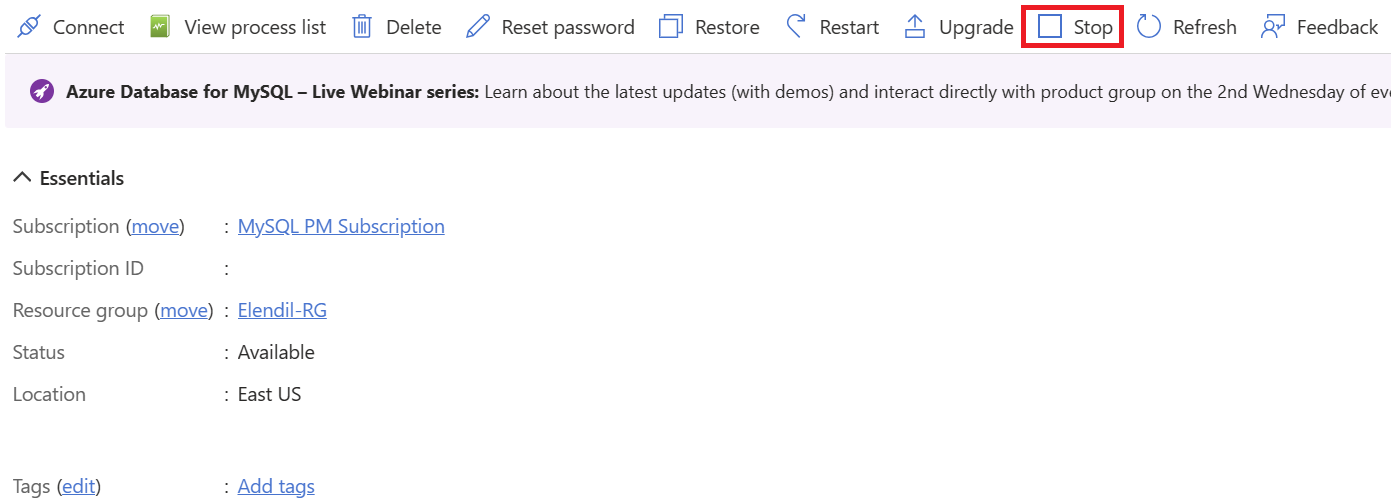 Connect View process list Delete Reset password Restore Restart Upgrade Stop Refresh Feedback
Azure Database for MySQL – Live Webinar series: Learn about the latest updates (with demos) and interact directly with product group on the 2nd Wednesday of
Essentials
Subscription (move) : MySQL PM Subscription
Subscription ID :
Resource group (move) : Elendil-RG
Status : Available
Location : East US
Tags (edit) : Add tags